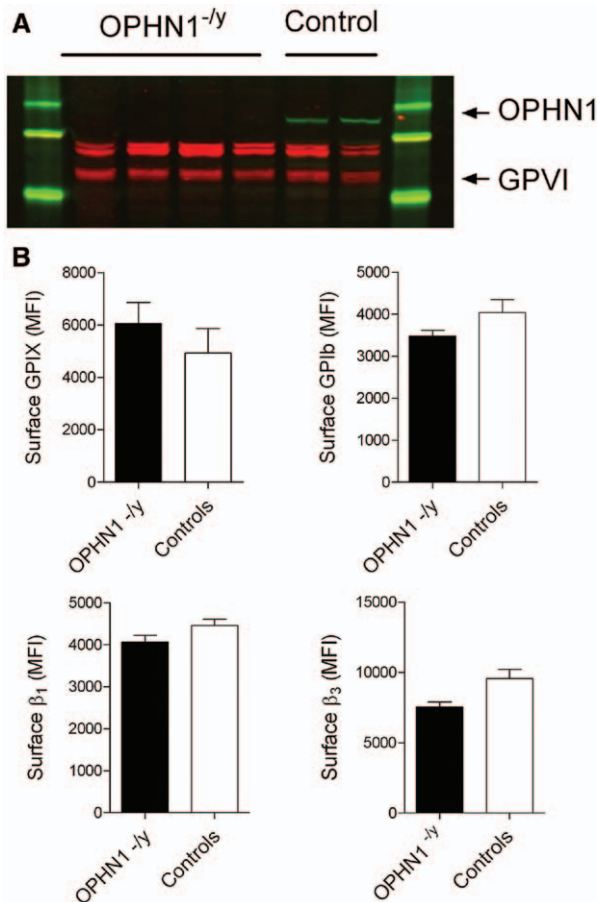 A
OPHN1-/y
Control
OPHN1
GPVI
B
Surface GPIX (MFI)
8000
6000
4000
2000
0
OPHN1 -/y
Controls
Surface GPIb (MFI)
5000
4000
3000
2000
1000
0
OPHN1 -/y
Controls
Surface β1 (MFI)
5000
4000
3000
2000
1000
0
OPHN1 -/y
Controls
Surface β3 (MFI)
15000
10000
5000
0
OPHN1 -/y
Controls